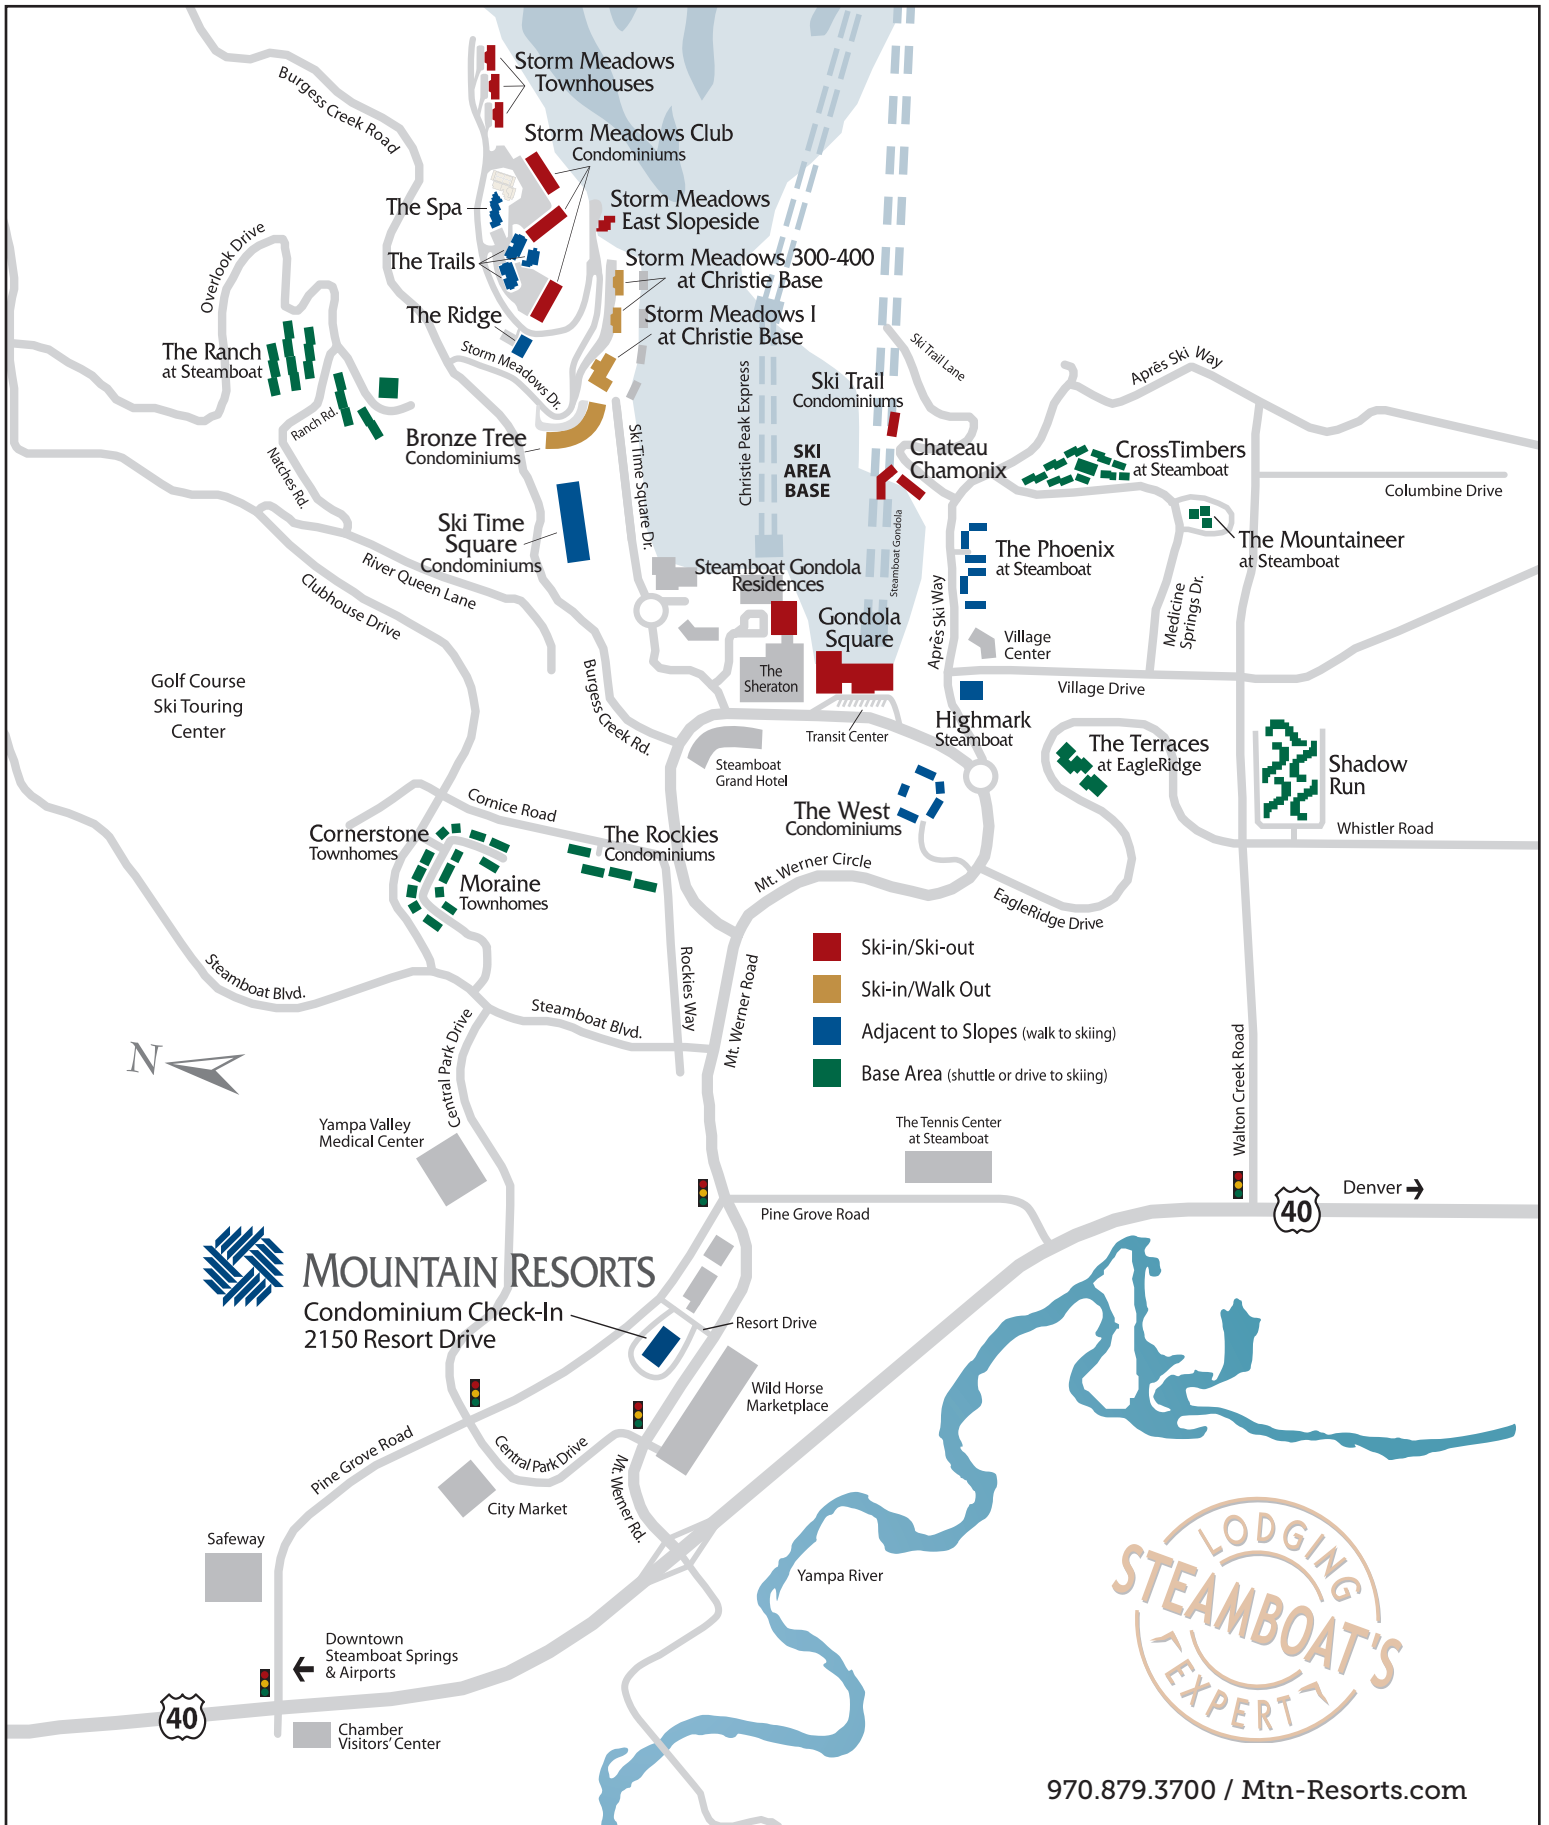 Burgess Creek Road
Storm Meadows
Townhouses
Storm Meadows Club
Condominiums
The Spa
Storm Meadows
East Slopeside
Overlook Drive
The Trails
Storm Meadows 300-400
at Christie Base
The Ridge
Storm Meadows I
at Christie Base
Storm Meadows Dr.
The Ranch
at Steamboat
Ranch Rd.
Natches Rd.
Christie Peak Express
Ski Trail Lane
Après Ski Way
Ski Trail
Condominiums
Bronze Tree
Condominiums
Ski Time Square Dr.
SKI
AREA
BASE
Chateau
Chamonix
CrossTimbers
at Steamboat
Columbine Drive
Ski Time
Square
Condominiums
Steamboat Gondola
The Phoenix
at Steamboat
The Mountaineer
at Steamboat
River Queen Lane
Clubhouse Drive
Steamboat Gondola
Residences
Gondola
Square
Après Ski Way
Medicine
Springs Dr.
Village
Center
The
Sheraton
Village Drive
Golf Course
Ski Touring
Center
Burgess Creek Rd.
Transit Center
Highmark
Steamboat
Steamboat
Grand Hotel
The Terraces
at EagleRidge
Shadow
Run
Whistler Road
Cornice Road
The West
Condominiums
Cornerstone
Townhomes
The Rockies
Condominiums
Mt. Werner Circle
Moraine
Townhomes
EagleRidge Drive
Steamboat Blvd.
Rockies Way
Mt. Werner Road
Ski-in/Ski-out
Ski-in/Walk Out
Adjacent to Slopes (walk to skiing)
Base Area (shuttle or drive to skiing)
Steamboat Blvd.
N
Central Park Drive
Walton Creek Road
Yampa Valley
Medical Center
The Tennis Center
at Steamboat
Denver
40
Pine Grove Road
MOUNTAIN RESORTS
Condominium Check-In
2150 Resort Drive
Resort Drive
Wild Horse
Marketplace
Pine Grove Road
Central Park Drive
Mt. Werner Rd.
City Market
Safeway
Yampa River
LODGING
STEAMBOAT'S
EXPERT
Downtown
Steamboat Springs
& Airports
40
Chamber
Visitors' Center
970.879.3700 / Mtn-Resorts.com